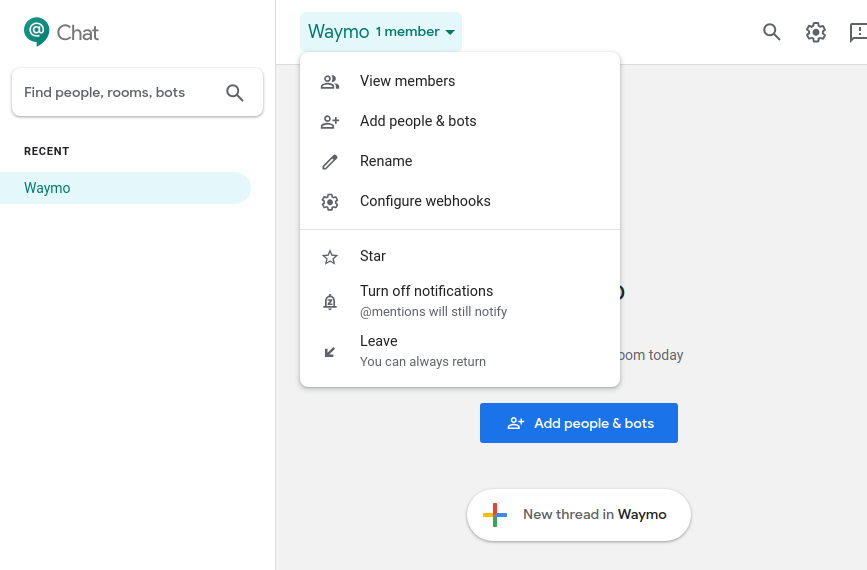 Chat
Find people, rooms, bots
RECENT
Waymo
Waymo 1 member
View members
Add people & bots
Rename
Configure webhooks
Star
Turn off notifications
@mentions will still notify
Leave
You can always return
today
Add people & bots
New thread in Waymo